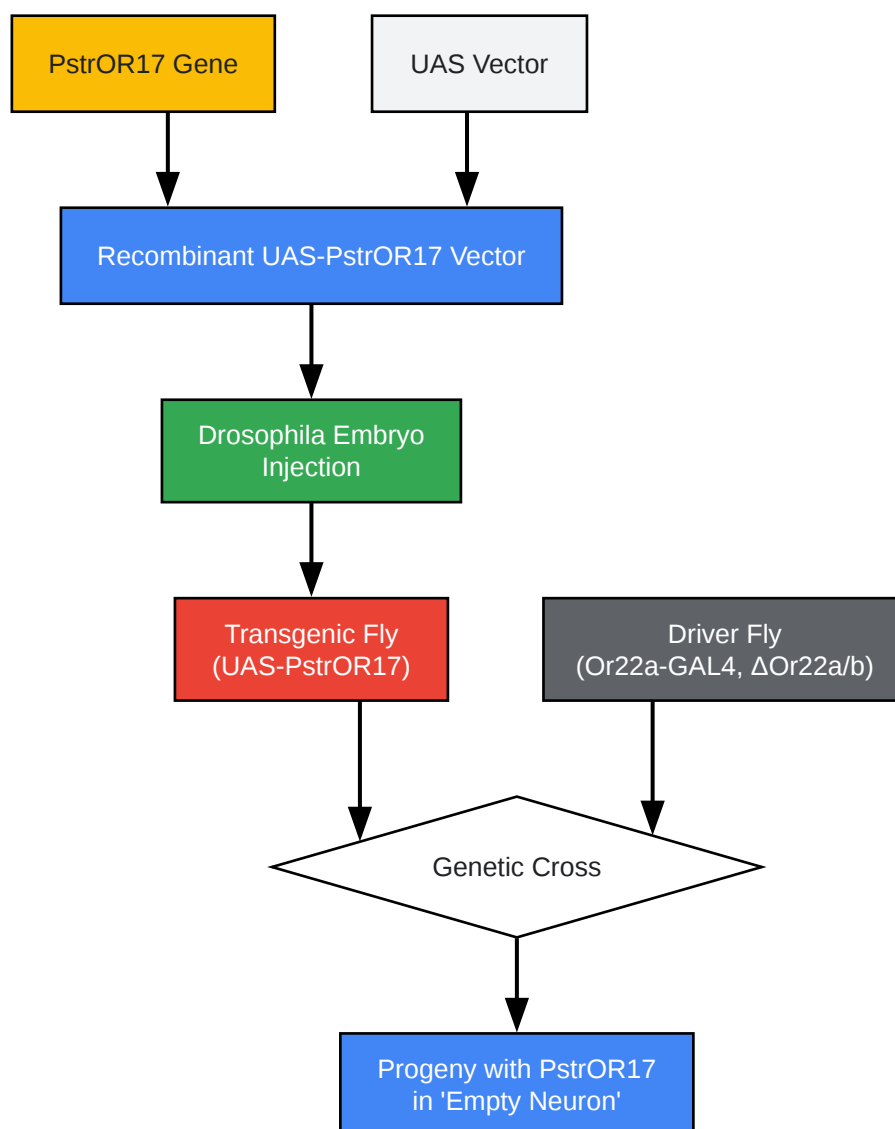 PstrOR17 Gene
UAS Vector
Recombinant UAS-PstrOR17 Vector
Drosophila Embryo
Injection
Transgenic Fly
(UAS-PstrOR17)
Driver Fly
(Or22a-GAL4, ΔOr22a/b)
Genetic Cross
Progeny with PstrOR17
in 'Empty Neuron'